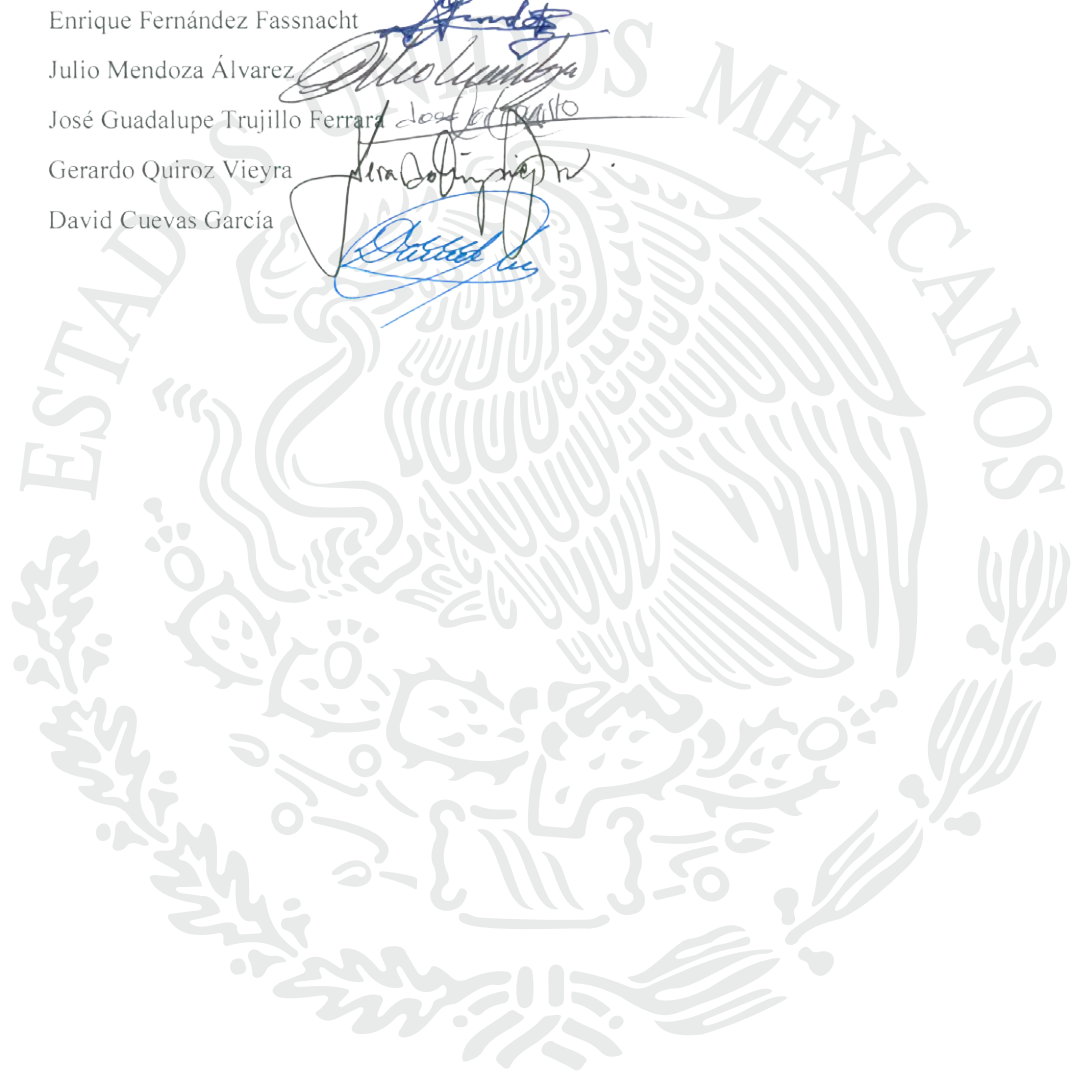 Enrique Fernández Fassnacht
Julio Mendoza Álvarez
José Guadalupe Trujillo Ferrara
Gerardo Quiroz Vieyra
David Cuevas García
ESTADOS UNIDOS MEXICANOS